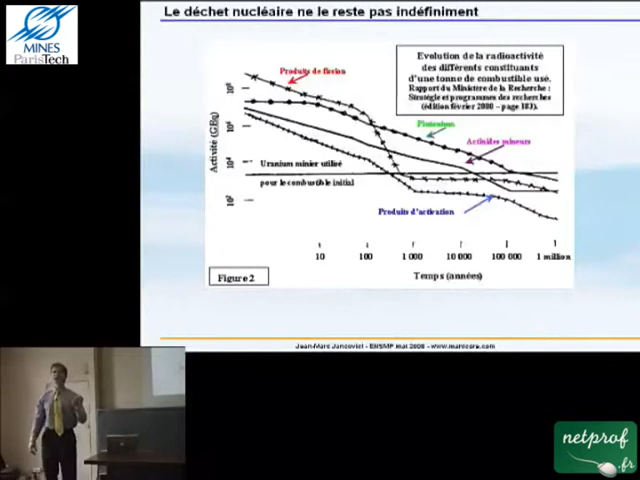 Le déchet nucléaire ne le reste pas indéfiniment
MINES
ParisTech
Evolution de la radioactivité
des différents constituants
d'une tonne de combustible usé.
Rapport du Ministère de la Recherche :
Stratégie et programmes des recherches
(édition février 2000 - page 183).
Produits de fission
Plutonium
Actinides mineurs
Activité (GBq)
10⁸
10⁶
10⁴
10²
Uranium minier utilisé
pour le combustible initial
Produits d'activation
10 100 1 000 10 000 100 000 1 million
Temps (années)
Figure 2
Jean-Marc Jancovici - ENSMP mai 2008 - www.manicore.com
netprof
.fr